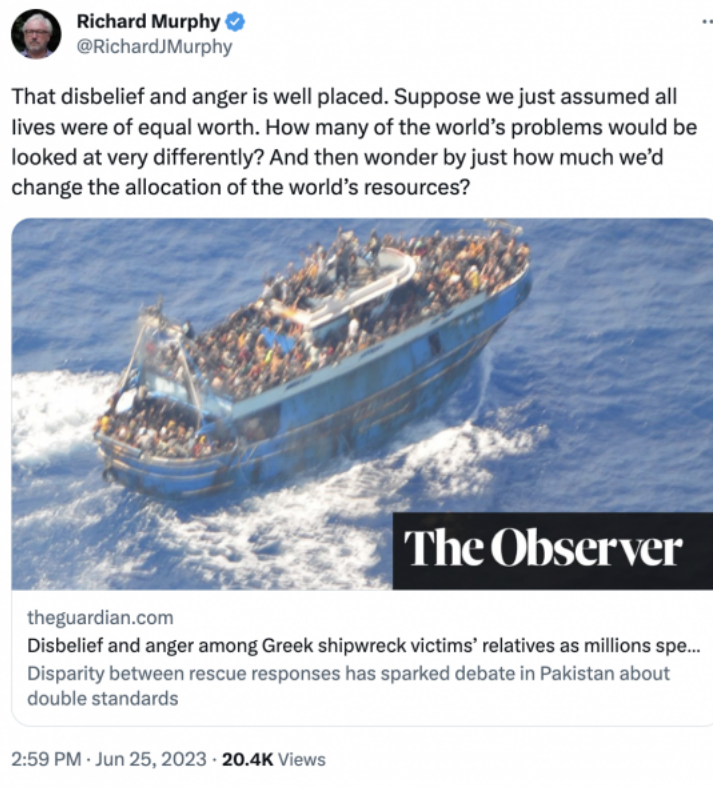 Richard Murphy
@RichardJMurphy
That disbelief and anger is well placed. Suppose we just assumed all
lives were of equal worth. How many of the world's problems would be
looked at very differently? And then wonder by just how much we'd
change the allocation of the world's resources?
The Observer
theguardian.com
Disbelief and anger among Greek shipwreck victims' relatives as millions spe...
Disparity between rescue responses has sparked debate in Pakistan about
double standards
2:59 PM · Jun 25, 2023 · 20.4K Views